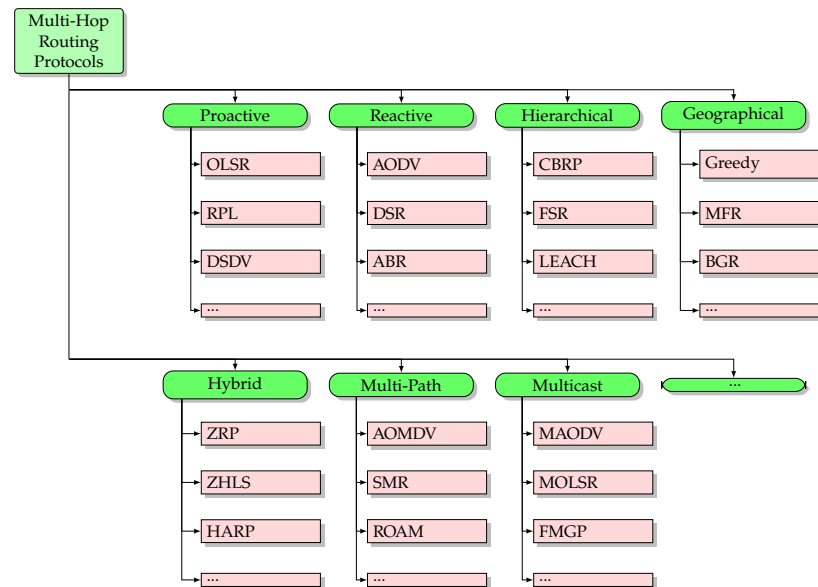 Multi-Hop
Routing
Protocols
Proactive
OLSR
RPL
DSDV
...
Reactive
AODV
DSR
ABR
...
Hierarchical
CBRP
FSR
LEACH
...
Geographical
Greedy
MFR
BGR
...
Hybrid
ZRP
ZHLS
HARP
...
Multi-Path
AOMDV
SMR
ROAM
...
Multicast
MAODV
MOLSR
FMGP
...
...